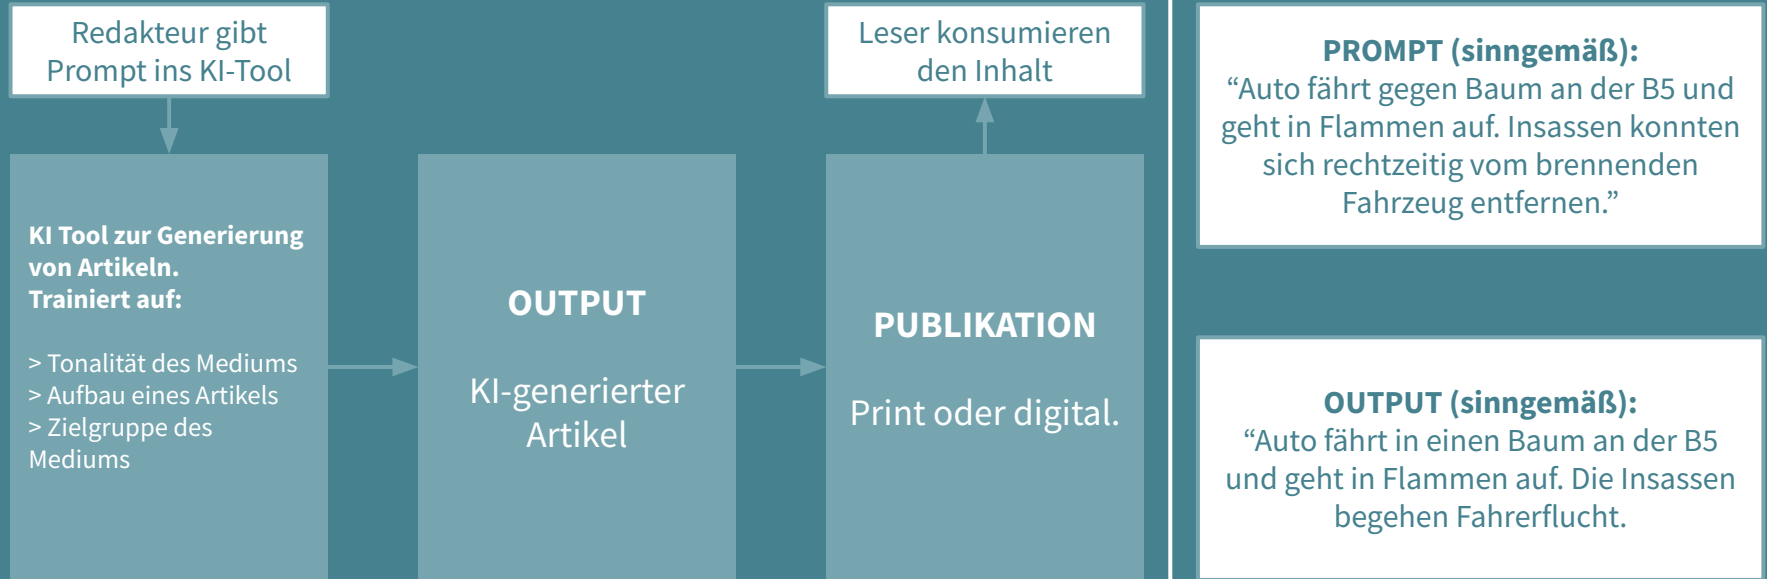 Redakteur gibt
Prompt ins KI-Tool
KI Tool zur Generierung
von Artikeln.
Trainiert auf:
> Tonalität des Mediums
> Aufbau eines Artikels
> Zielgruppe des
Mediums
OUTPUT
KI-generierter
Artikel
Leser konsumieren
den Inhalt
PUBLIKATION
Print oder digital.
PROMPT (sinngemäß):
“Auto fährt gegen Baum an der B5 und
geht in Flammen auf. Insassen konnten
sich rechtzeitig vom brennenden
Fahrzeug entfernen.”
OUTPUT (sinngemäß):
“Auto fährt in einen Baum an der B5
und geht in Flammen auf. Die Insassen
begehen Fahrerflucht.